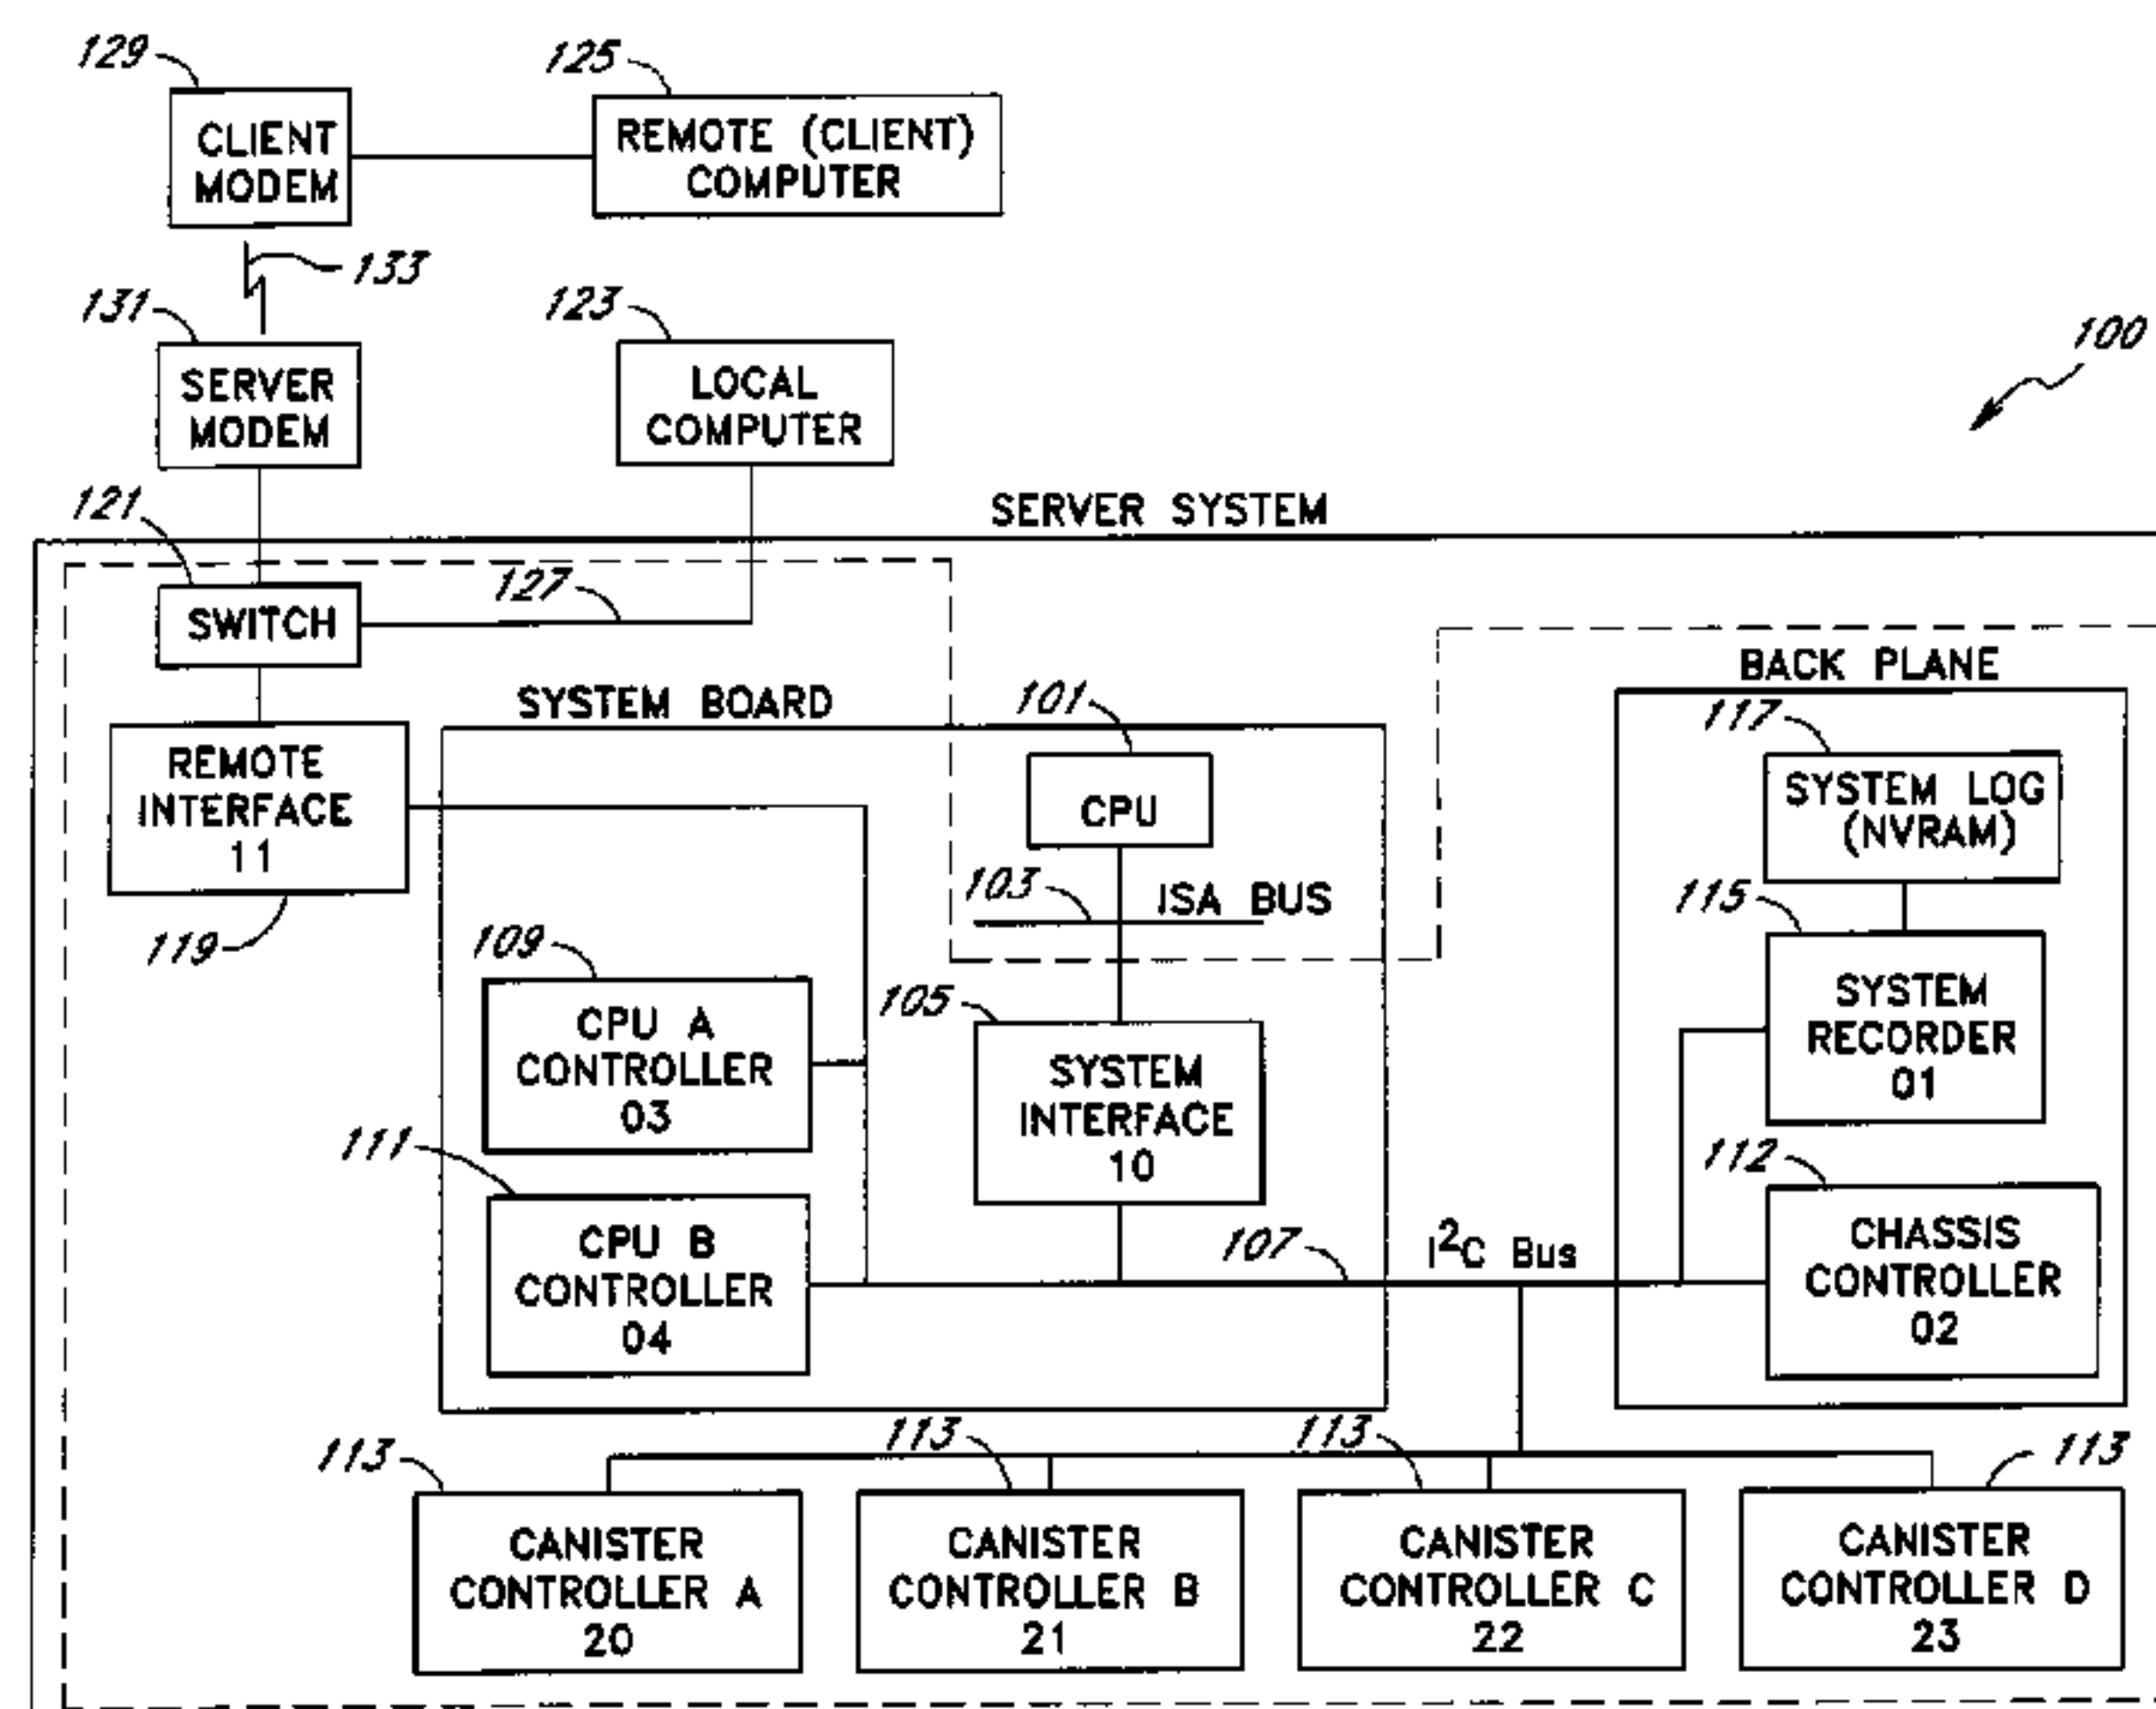 129
CLIENT
MODEM
125
REMOTE (CLIENT)
COMPUTER
133
131
SERVER
MODEM
123
LOCAL
COMPUTER
100
121
SERVER SYSTEM
SWITCH
127
SYSTEM BOARD
BACK PLANE
REMOTE
INTERFACE
11
119
101
CPU
103
ISA BUS
117
SYSTEM LOG
(NVRAM)
115
SYSTEM
RECORDER
01
109
CPU A
CONTROLLER
03
105
SYSTEM
INTERFACE
10
111
CPU B
CONTROLLER
04
107
I²C Bus
112
CHASSIS
CONTROLLER
02
113
CANISTER
CONTROLLER A
20
113
CANISTER
CONTROLLER B
21
113
CANISTER
CONTROLLER C
22
113
CANISTER
CONTROLLER D
23